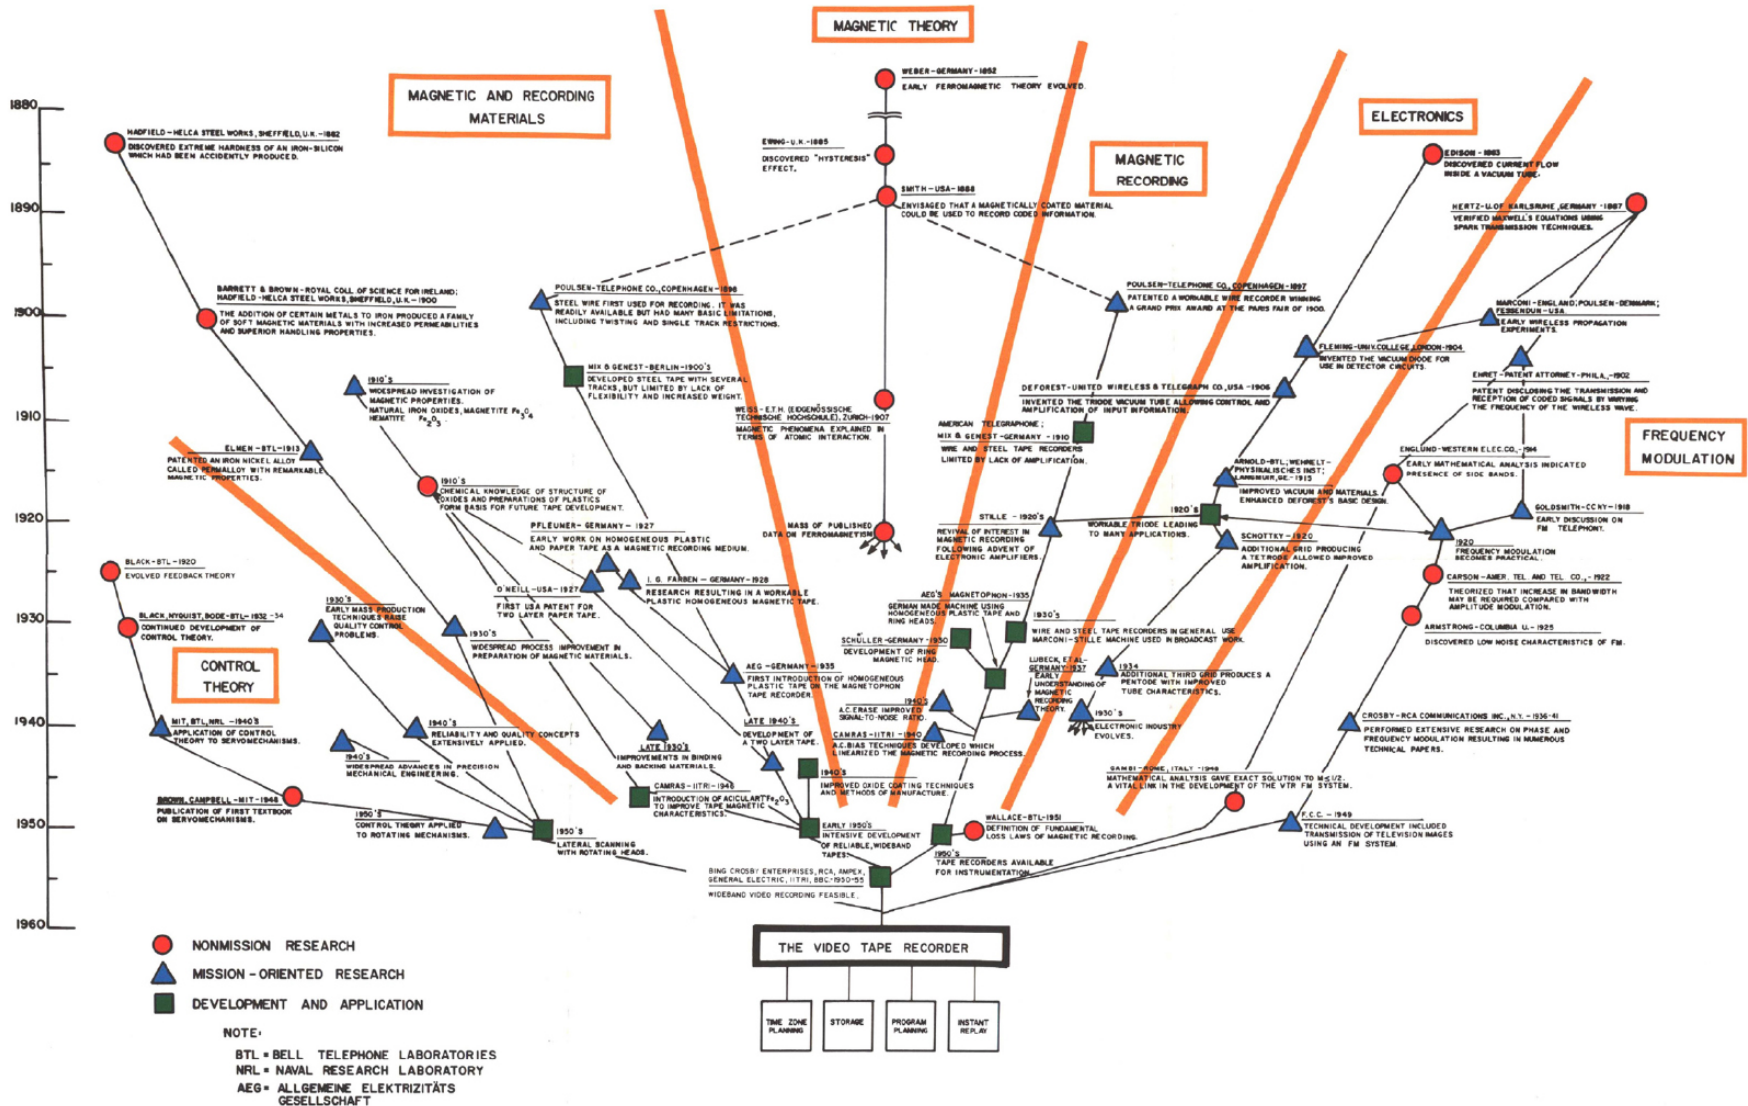 MAGNETIC THEORY
WEBER-GERMANY-1852
EARLY FERROMAGNETIC THEORY EVOLVED.
EWING-U.K.-1885
DISCOVERED "HYSTERESIS"
EFFECT.
SMITH-USA-1888
ENVISAGED THAT A MAGNETICALLY COATED MATERIAL
COULD BE USED TO RECORD CODED INFORMATION.
WEISS-E.T.H. (EIDGENÖSSISCHE
TECHNISCHE HOCHSCHULE), ZURICH-1907
MAGNETIC PHENOMENA EXPLAINED IN
TERMS OF ATOMIC INTERACTION.
MASS OF PUBLISHED
DATA ON FERROMAGNETISM
MAGNETIC AND RECORDING
MATERIALS
1880
1890
1900
1910
1920
1930
1940
1950
1960
HADFIELD-HELCA STEEL WORKS, SHEFFIELD, U.K.-1882
DISCOVERED EXTREME HARDNESS OF AN IRON-SILICON
WHICH HAD BEEN ACCIDENTLY PRODUCED.
BARRETT & BROWN-ROYAL COLL OF SCIENCE FOR IRELAND;
HADFIELD-HELCA STEEL WORKS, SHEFFIELD, U.K.-1900
THE ADDITION OF CERTAIN METALS TO IRON PRODUCED A FAMILY
OF SOFT MAGNETIC MATERIALS WITH INCREASED PERMEABILITIES
AND SUPERIOR HANDLING PROPERTIES.
POULSEN-TELEPHONE CO., COPENHAGEN-1898
STEEL WIRE FIRST USED FOR RECORDING. IT WAS
READILY AVAILABLE BUT HAD MANY BASIC LIMITATIONS,
INCLUDING TWISTING AND SINGLE TRACK RESTRICTIONS.
MIX & GENEST-BERLIN-1900'S
DEVELOPED STEEL TAPE WITH SEVERAL
TRACKS, BUT LIMITED BY LACK OF
FLEXIBILITY AND INCREASED WEIGHT.
1910'S
WIDESPREAD INVESTIGATION OF
MAGNETIC PROPERTIES.
NATURAL IRON OXIDES, MAGNETITE Fe3O4
HEMATITE Fe2O3.
ELMEN-BTL-1913
PATENTED AN IRON NICKEL ALLOY
CALLED PERMALLOY WITH REMARKABLE
MAGNETIC PROPERTIES.
1910'S
CHEMICAL KNOWLEDGE OF STRUCTURE OF
OXIDES AND PREPARATIONS OF PLASTICS
FORM BASIS FOR FUTURE TAPE DEVELOPMENT.
PFLEUMER-GERMANY-1927
EARLY WORK ON HOMOGENEOUS PLASTIC
AND PAPER TAPE AS A MAGNETIC RECORDING MEDIUM.
O'NEILL-USA-1927
FIRST USA PATENT FOR
TWO LAYER PAPER TAPE.
I. G. FARBEN-GERMANY-1928
RESEARCH RESULTING IN A WORKABLE
PLASTIC HOMOGENEOUS MAGNETIC TAPE.
1930'S
WIDESPREAD PROCESS IMPROVEMENT IN
PREPARATION OF MAGNETIC MATERIALS.
AEG-GERMANY-1935
FIRST INTRODUCTION OF HOMOGENEOUS
PLASTIC TAPE ON THE MAGNETOPHON
TAPE RECORDER.
LATE 1940'S
DEVELOPMENT OF
A TWO LAYER TAPE.
LATE 1930'S
IMPROVEMENTS IN BINDING
AND BACKING MATERIALS.
CAMRAS-IITRI-1946
INTRODUCTION OF ACICULAR Fe2O3
TO IMPROVE TAPE MAGNETIC
CHARACTERISTICS.
1940'S
IMPROVED OXIDE COATING TECHNIQUES
AND METHODS OF MANUFACTURE.
EARLY 1950'S
INTENSIVE DEVELOPMENT
OF RELIABLE, WIDEBAND
TAPES.
CONTROL
THEORY
BLACK-BTL-1920
EVOLVED FEEDBACK THEORY
BLACK, NYQUIST, BODE-BTL-1932-34
CONTINUED DEVELOPMENT OF
CONTROL THEORY.
1930'S
EARLY MASS PRODUCTION
TECHNIQUES RAISE
QUALITY CONTROL
PROBLEMS.
MIT, BTL, NRL-1940'S
APPLICATION OF CONTROL
THEORY TO SERVOMECHANISMS.
1940'S
RELIABILITY AND QUALITY CONCEPTS
EXTENSIVELY APPLIED.
1940'S
WIDESPREAD ADVANCES IN PRECISION
MECHANICAL ENGINEERING.
BROWN, CAMPBELL-MIT-1948
PUBLICATION OF FIRST TEXTBOOK
ON SERVOMECHANISMS.
1950'S
CONTROL THEORY APPLIED
TO ROTATING MECHANISMS.
1950'S
LATERAL SCANNING
WITH ROTATING HEADS.
MAGNETIC
RECORDING
POULSEN-TELEPHONE CO., COPENHAGEN-1897
PATENTED A WORKABLE WIRE RECORDER WINNING
A GRAND PRIX AWARD AT THE PARIS FAIR OF 1900.
AMERICAN TELEGRAPHONE;
MIX & GENEST-GERMANY-1910
WIRE AND STEEL TAPE RECORDERS
LIMITED BY LACK OF AMPLIFICATION.
STILLE-1920'S
REVIVAL OF INTEREST IN
MAGNETIC RECORDING
FOLLOWING ADVENT OF
ELECTRONIC AMPLIFIERS.
AEG'S MAGNETOPHON-1935
GERMAN MADE MACHINE USING
HOMOGENEOUS PLASTIC TAPE AND
RING HEADS.
1930'S
WIRE AND STEEL TAPE RECORDERS IN GENERAL USE
MARCONI-STILLE MACHINE USED IN BROADCAST WORK.
SCHÜLLER-GERMANY-1930
DEVELOPMENT OF RING
MAGNETIC HEAD.
LUBECK, ET AL-
GERMANY-1937
EARLY
UNDERSTANDING OF
MAGNETIC
RECORDING
THEORY.
1940'S
A.C. ERASE IMPROVED
SIGNAL-TO-NOISE RATIO.
CAMRAS-IITRI-1940
A.C. BIAS TECHNIQUES DEVELOPED WHICH
LINEARIZED THE MAGNETIC RECORDING PROCESS.
WALLACE-BTL-1951
DEFINITION OF FUNDAMENTAL
LOSS LAWS OF MAGNETIC RECORDING.
1950'S
TAPE RECORDERS AVAILABLE
FOR INSTRUMENTATION.
ELECTRONICS
EDISON-1883
DISCOVERED CURRENT FLOW
INSIDE A VACUUM TUBE.
FLEMING-UNIV. COLLEGE, LONDON-1904
INVENTED THE VACUUM DIODE FOR
USE IN DETECTOR CIRCUITS.
DEFOREST-UNITED WIRELESS & TELEGRAPH CO., USA-1906
INVENTED THE TRIODE VACUUM TUBE ALLOWING CONTROL AND
AMPLIFICATION OF INPUT INFORMATION.
ARNOLD-BTL; WEHNELT-
PHYSIKALISCHES INST;
LANGMUIR, GE.-1915
IMPROVED VACUUM AND MATERIALS.
ENHANCED DEFOREST'S BASIC DESIGN.
1920'S
WORKABLE TRIODE LEADING
TO MANY APPLICATIONS.
SCHOTTKY-1920
ADDITIONAL GRID PRODUCING
A TETRODE ALLOWED IMPROVED
AMPLIFICATION.
1934
ADDITIONAL THIRD GRID PRODUCES A
PENTODE WITH IMPROVED
TUBE CHARACTERISTICS.
1930'S
ELECTRONIC INDUSTRY
EVOLVES.
FREQUENCY
MODULATION
HERTZ-U. OF KARLSRUHE, GERMANY-1887
VERIFIED MAXWELL'S EQUATIONS USING
SPARK TRANSMISSION TECHNIQUES.
MARCONI-ENGLAND; POULSEN-DENMARK;
FESSENDUN-USA
EARLY WIRELESS PROPAGATION
EXPERIMENTS.
EHRET-PATENT ATTORNEY-PHILA.,-1902
PATENT DISCLOSING THE TRANSMISSION AND
RECEPTION OF CODED SIGNALS BY VARYING
THE FREQUENCY OF THE WIRELESS WAVE.
ENGLUND-WESTERN ELEC. CO.,-1914
EARLY MATHEMATICAL ANALYSIS INDICATED
PRESENCE OF SIDE BANDS.
GOLDSMITH-CCNY-1918
EARLY DISCUSSION ON
FM TELEPHONY.
1920
FREQUENCY MODULATION
BECOMES PRACTICAL.
CARSON-AMER. TEL AND TEL CO.,-1922
THEORIZED THAT INCREASE IN BANDWIDTH
MAY BE REQUIRED COMPARED WITH
AMPLITUDE MODULATION.
ARMSTRONG-COLUMBIA U.-1925
DISCOVERED LOW NOISE CHARACTERISTICS OF FM.
CROSBY-RCA COMMUNICATIONS INC., N.Y.-1936-41
PERFORMED EXTENSIVE RESEARCH ON PHASE AND
FREQUENCY MODULATION RESULTING IN NUMEROUS
TECHNICAL PAPERS.
GAMBI-ROME, ITALY-1948
MATHEMATICAL ANALYSIS GAVE EXACT SOLUTION TO M≤1/2.
A VITAL LINK IN THE DEVELOPMENT OF THE VTR FM SYSTEM.
F.C.C.-1949
TECHNICAL DEVELOPMENT INCLUDED
TRANSMISSION OF TELEVISION IMAGES
USING AN FM SYSTEM.
BING CROSBY ENTERPRISES, RCA, AMPEX,
GENERAL ELECTRIC, IITRI, BBC-1950-55
WIDEBAND VIDEO RECORDING FEASIBLE.
THE VIDEO TAPE RECORDER
TIME ZONE
PLANNING
STORAGE
PROGRAM
PLANNING
INSTANT
REPLAY
NONMISSION RESEARCH
MISSION-ORIENTED RESEARCH
DEVELOPMENT AND APPLICATION
NOTE:
BTL = BELL TELEPHONE LABORATORIES
NRL = NAVAL RESEARCH LABORATORY
AEG = ALLGEMEINE ELEKTRIZITÄTS
GESELLSCHAFT